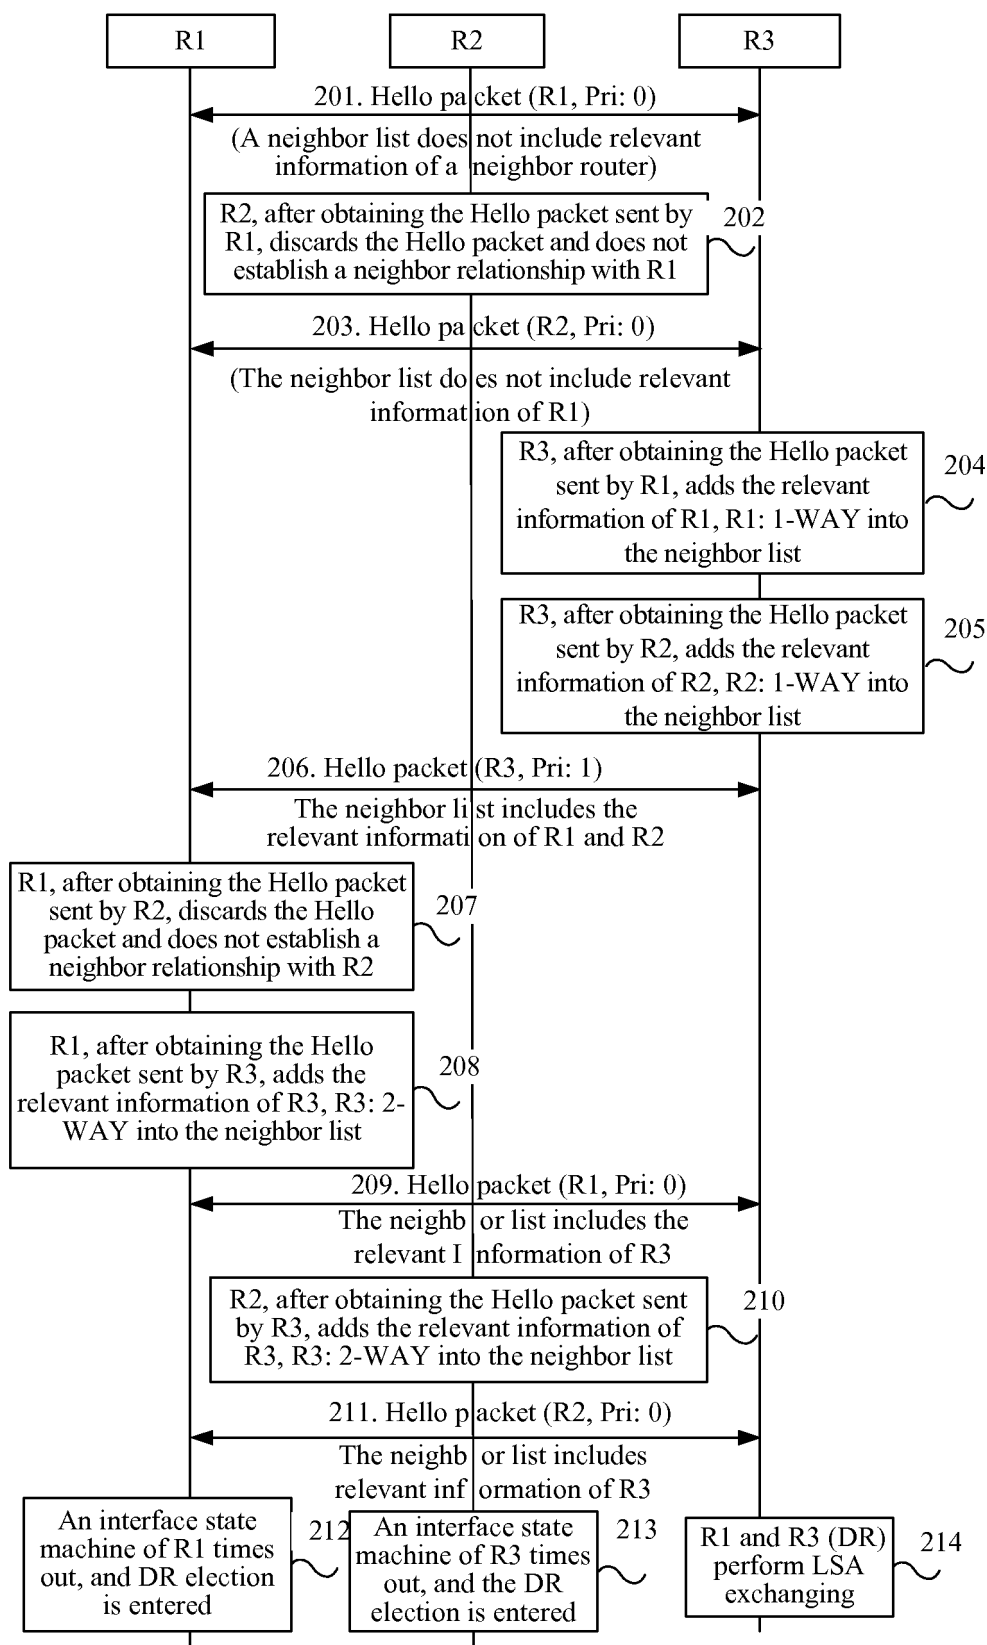 R1
R2
R3
201. Hello packet (R1, Pri: 0)
(A neighbor list does not include relevant
information of a neighbor router)
R2, after obtaining the Hello packet sent by
R1, discards the Hello packet and does not
establish a neighbor relationship with R1
202
203. Hello packet (R2, Pri: 0)
(The neighbor list does not include relevant
information of R1)
R3, after obtaining the Hello packet
sent by R1, adds the relevant
information of R1, R1: 1-WAY into
the neighbor list
204
R3, after obtaining the Hello packet
sent by R2, adds the relevant
information of R2, R2: 1-WAY into
the neighbor list
205
206. Hello packet (R3, Pri: 1)
The neighbor list includes the
relevant information of R1 and R2
R1, after obtaining the Hello packet
sent by R2, discards the Hello
packet and does not establish a
neighbor relationship with R2
207
R1, after obtaining the Hello
packet sent by R3, adds the
relevant information of R3, R3: 2-
WAY into the neighbor list
208
209. Hello packet (R1, Pri: 0)
The neighb or list includes the
relevant I nformation of R3
R2, after obtaining the Hello packet sent
by R3, adds the relevant information of
R3, R3: 2-WAY into the neighbor list
210
211. Hello packet (R2, Pri: 0)
The neighb or list includes
relevant inf ormation of R3
An interface state
machine of R1 times
out, and DR election
is entered
212
An interface state
machine of R3 times
out, and the DR
election is entered
213
R1 and R3 (DR)
perform LSA
exchanging
214